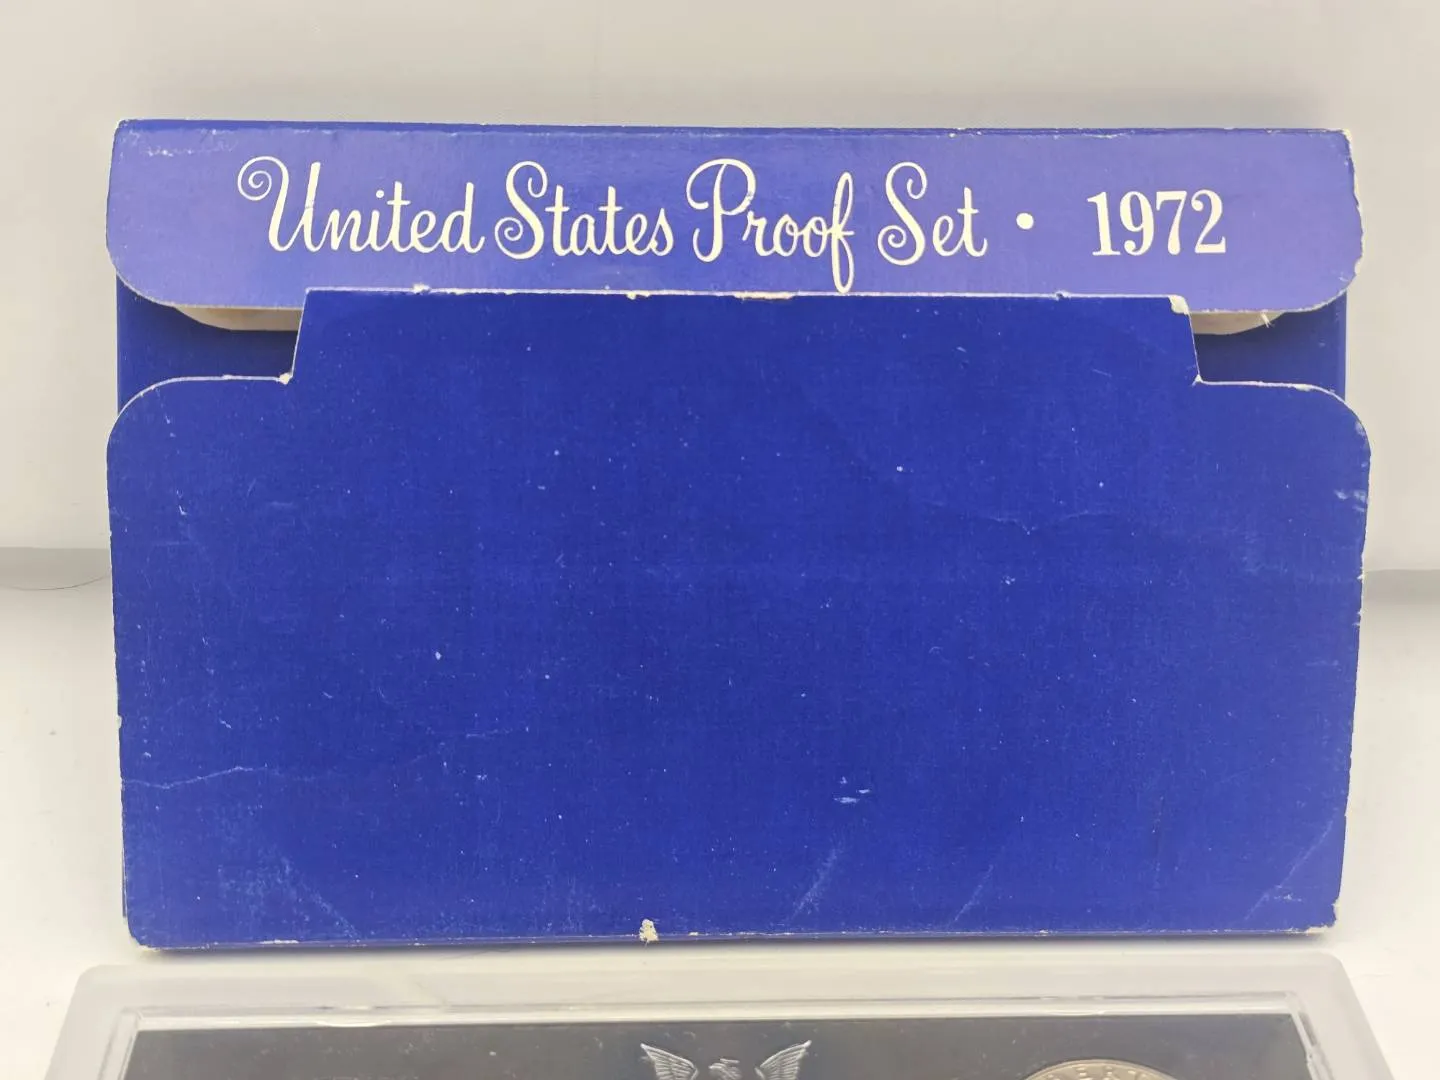 United States Proof Set • 1972